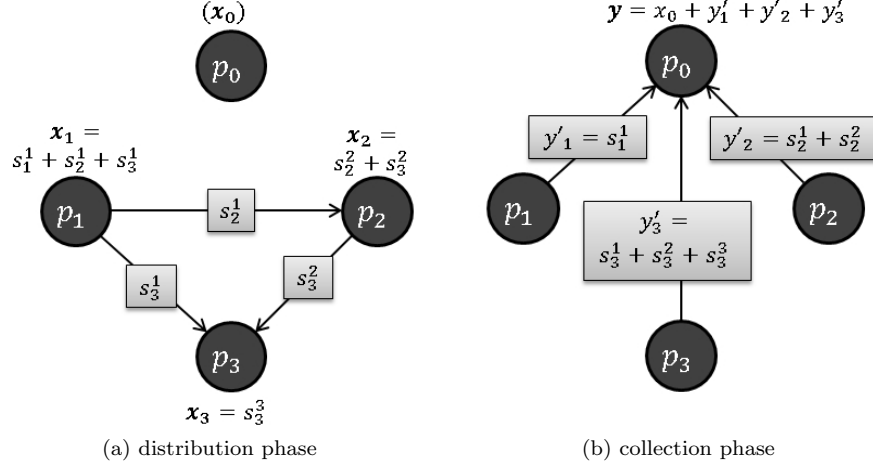 (x₀)
p₀
x₁ =
s₁¹ + s₂¹ + s₃¹
x₂ =
s₂² + s₃²
p₁
s₂¹
p₂
s₃¹
s₃²
p₃
x₃ = s₃³
(a) distribution phase
y = x₀ + y′₁ + y′₂ + y′₃
p₀
y′₁ = s₁¹
y′₂ = s₂¹ + s₂²
p₁
p₂
y′₃ =
s₃¹ + s₃² + s₃³
p₃
(b) collection phase